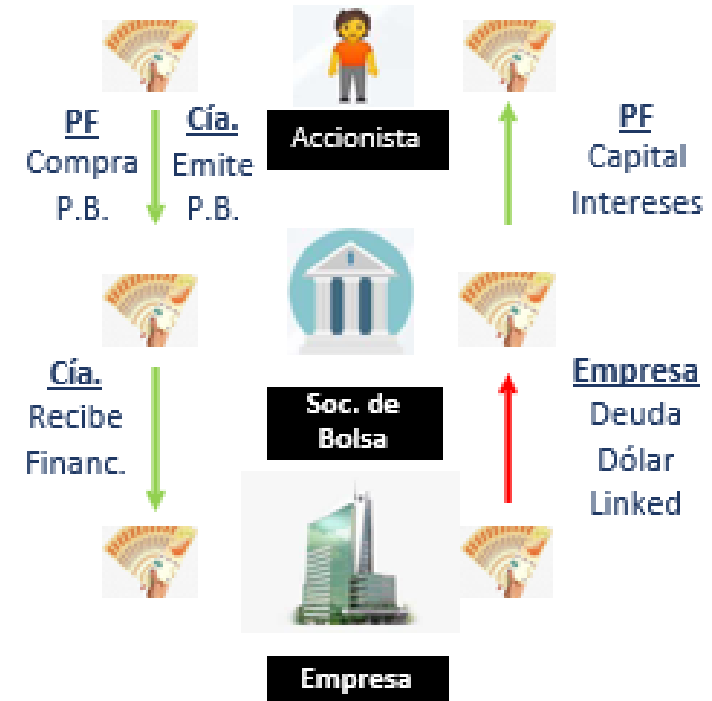 PF
Compra
P.B.
Cía.
Emite
P.B.
Accionista
PF
Capital
Intereses
Cía.
Recibe
Financ.
Soc. de
Bolsa
Empresa
Deuda
Dólar
Linked
Empresa